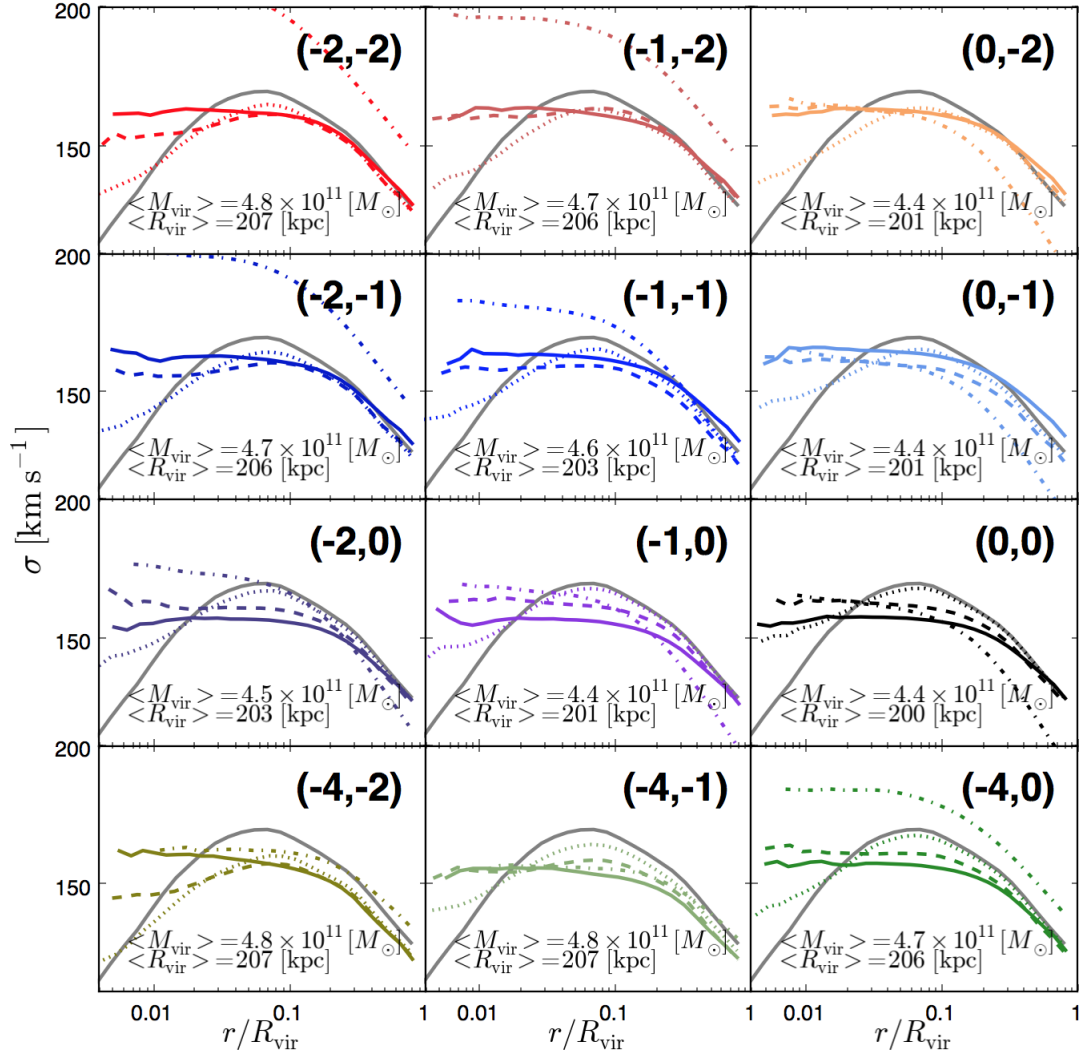 200
(-2,-2)
(-1,-2)
(0,-2)
150
<M_vir> = 4.8 × 10^11 [M_⊙]
<R_vir> = 207 [kpc]
<M_vir> = 4.7 × 10^11 [M_⊙]
<R_vir> = 206 [kpc]
<M_vir> = 4.4 × 10^11 [M_⊙]
<R_vir> = 201 [kpc]
200
(-2,-1)
(-1,-1)
(0,-1)
150
<M_vir> = 4.7 × 10^11 [M_⊙]
<R_vir> = 206 [kpc]
<M_vir> = 4.6 × 10^11 [M_⊙]
<R_vir> = 203 [kpc]
<M_vir> = 4.4 × 10^11 [M_⊙]
<R_vir> = 201 [kpc]
σ [km s^−1]
200
(-2,0)
(-1,0)
(0,0)
150
<M_vir> = 4.5 × 10^11 [M_⊙]
<R_vir> = 203 [kpc]
<M_vir> = 4.4 × 10^11 [M_⊙]
<R_vir> = 201 [kpc]
<M_vir> = 4.4 × 10^11 [M_⊙]
<R_vir> = 200 [kpc]
200
(-4,-2)
(-4,-1)
(-4,0)
150
<M_vir> = 4.8 × 10^11 [M_⊙]
<R_vir> = 207 [kpc]
<M_vir> = 4.8 × 10^11 [M_⊙]
<R_vir> = 207 [kpc]
<M_vir> = 4.7 × 10^11 [M_⊙]
<R_vir> = 206 [kpc]
0.01 0.1 1 0.01 0.1 1 0.01 0.1 1
r/R_vir r/R_vir r/R_vir